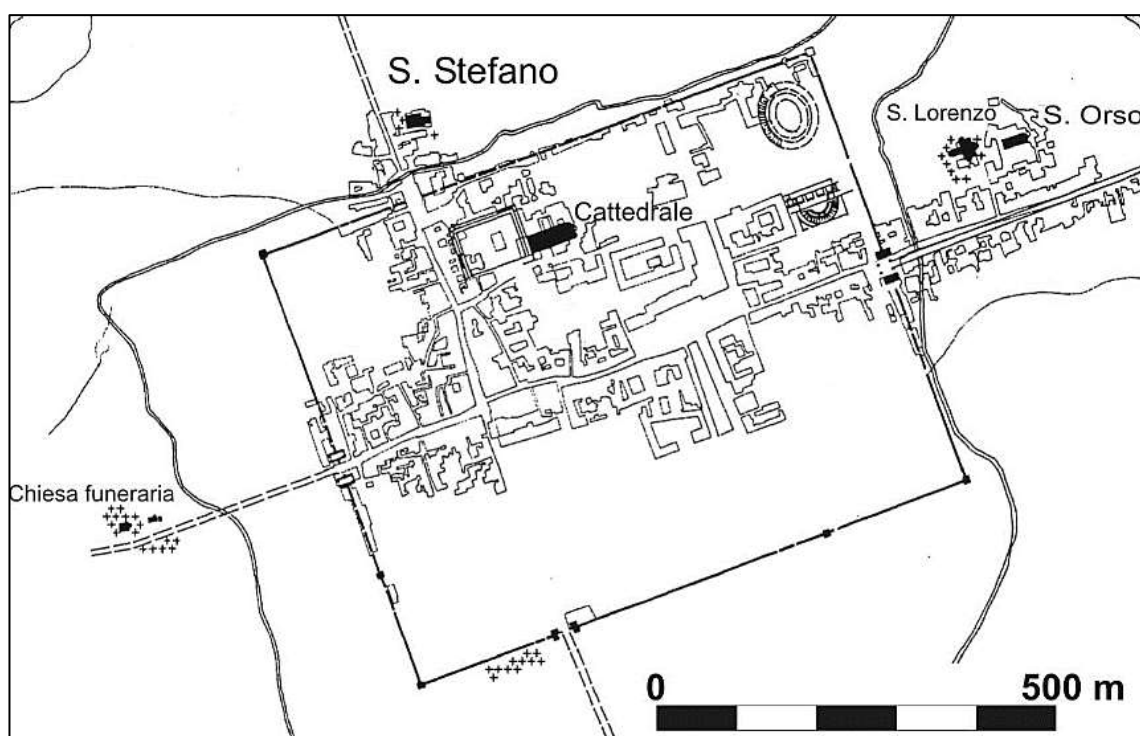 S. Stefano
S. Lorenzo
S. Orso
Cattedrale
Chiesa funeraria
0 500 m